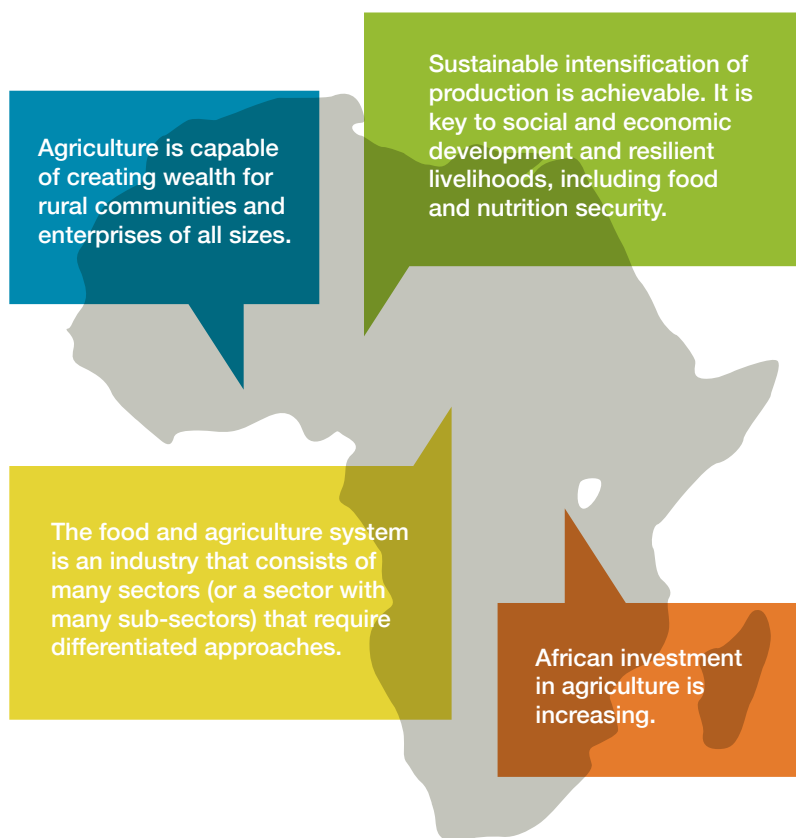 Agriculture is capable
of creating wealth for
rural communities and
enterprises of all sizes.
Sustainable intensification of
production is achievable. It is
key to social and economic
development and resilient
livelihoods, including food
and nutrition security.
The food and agriculture system
is an industry that consists of
many sectors (or a sector with
many sub-sectors) that require
differentiated approaches.
African investment
in agriculture is
increasing.